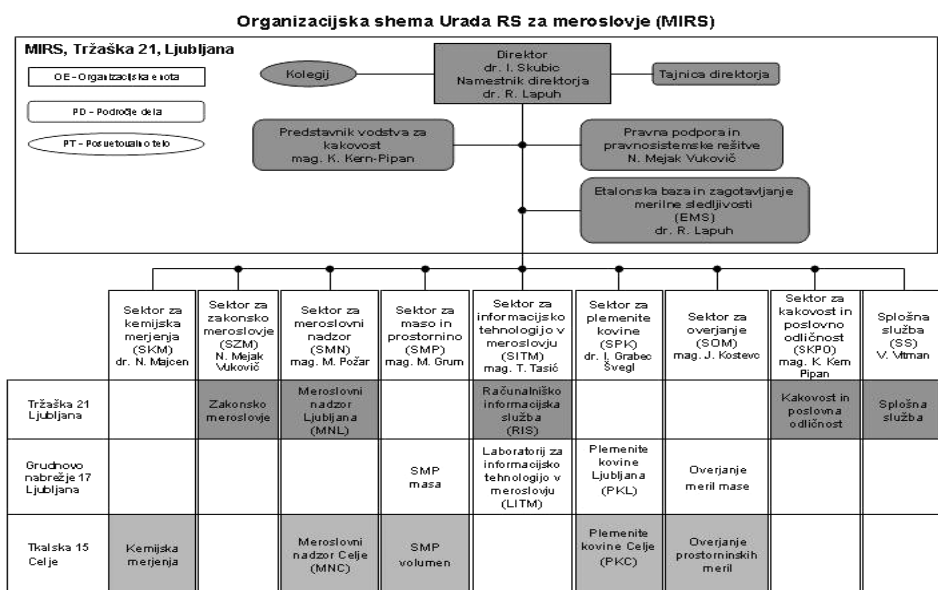 Organizacijska shema Urada RS za meroslovje (MIRS)
MIRS, Tržaška 21, Ljubljana
OE - Organizacijska enota
PD - Področje dela
PT - Posvetovalno telo
Kolegij
Direktor
dr. I. Skubic
Namestnik direktorja
dr. R. Lapuh
Tajnica direktorja
Predstavnik vodstva za
kakovost
mag. K. Kern-Pipan
Pravna podpora in
pravnosistemske rešitve
N. Mejak Vukovič
Etalonska baza in zagotavljanje
merilne sledljivosti
(EMS)
dr. R. Lapuh
Sektor za
kemijska
merjenja
(SKM)
dr. N. Majcen
Sektor za
zakonsko
meroslovje
(SZM)
N. Mejak
Vukovič
Sektor za
meroslovni
nadzor
(SMN)
mag. M. Požar
Sektor za
maso in
prostornino
(SMP)
mag. M. Grum
Sektor za
informacijsko
tehnologijo v
meroslovju
(SITM)
mag. T. Tasić
Sektor za
plemenite
kovine
(SPK)
dr. I. Grabec
Švegl
Sektor za
overjanje
(SOM)
mag. J. Kostevc
Sektor za
kakovost in
poslovno
odličnost
(SKPO)
mag. K. Kern
Pipan
Splošna
služba
(SS)
V. Vitman
Tržaška 21
Ljubljana
Zakonsko
meroslovje
Meroslovni
nadzor
Ljubljana
(MNL)
Računalniško
informacijska
služba
(RIS)
Kakovost in
poslovna
odličnost
Splošna
služba
Grudnovo
nabrežje 17
Ljubljana
SMP
masa
Laboratorij za
informacijsko
tehnologijo v
meroslovju
(LITM)
Plemenite
kovine
Ljubljana
(PKL)
Overjanje
meril mase
Tkalska 15
Celje
Kemijska
merjenja
Meroslovni
nadzor Celje
(MNC)
SMP
volumen
Plemenite
kovine Celje
(PKC)
Overjanje
prostorninskih
meril